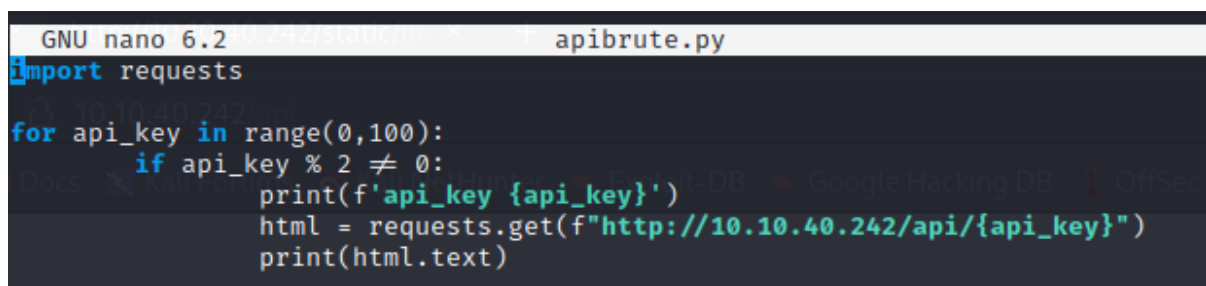 GNU nano 6.2 apibrute.py
import requests
for api_key in range(0,100):
if api_key % 2 ≠ 0:
print(f'api_key {api_key}')
html = requests.get(f"http://10.10.40.242/api/{api_key}")
print(html.text)